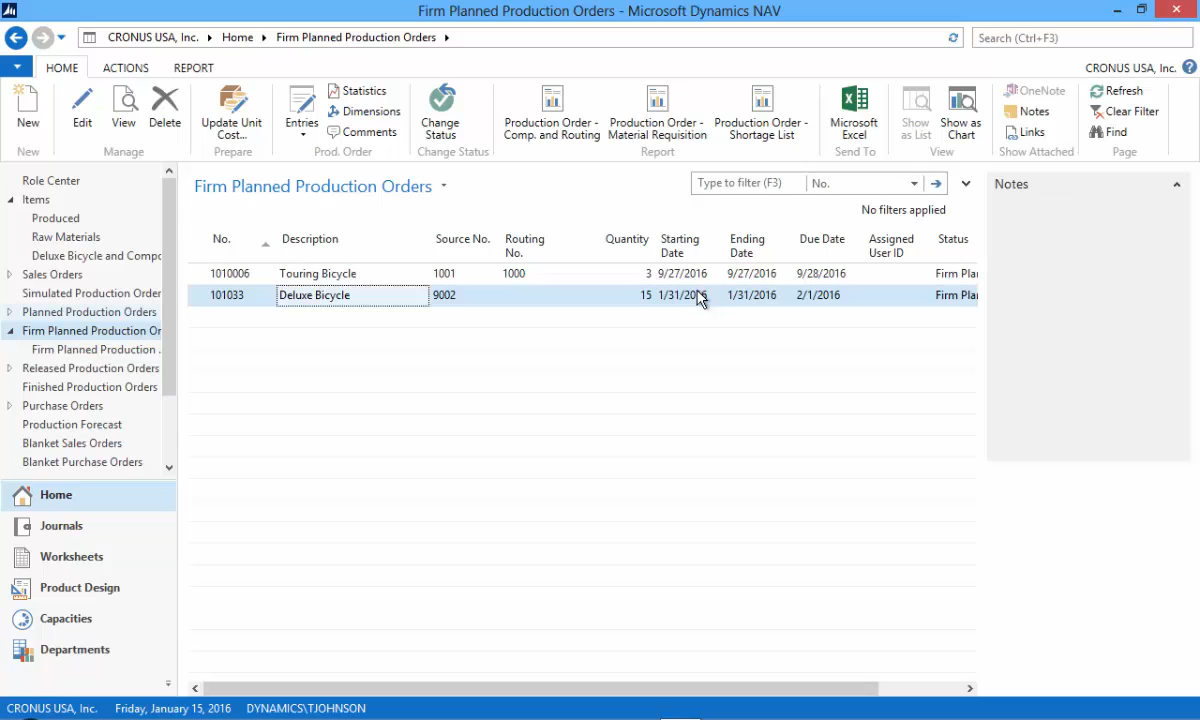 Firm Planned Production Orders - Microsoft Dynamics NAV
CRONUS USA, Inc. Home Firm Planned Production Orders
Search (Ctrl+F3)
HOME ACTIONS REPORT
CRONUS USA, Inc.
New
Edit
View
Delete
Update Unit
Cost...
Entries
Statistics
Dimensions
Comments
Change
Status
Production Order -
Comp. and Routing
Production Order -
Material Requisition
Production Order -
Shortage List
Microsoft
Excel
Show
as List
Show as
Chart
OneNote
Notes
Links
Refresh
Clear Filter
Find
New Manage Prepare Prod. Order Change Status Report Send To View Show Attached Page
Role Center
Items
Produced
Raw Materials
Deluxe Bicycle and Compo
Sales Orders
Simulated Production Order
Planned Production Orders
Firm Planned Production Or
Firm Planned Production .
Released Production Orders
Finished Production Orders
Purchase Orders
Production Forecast
Blanket Sales Orders
Blanket Purchase Orders
Home
Journals
Worksheets
Product Design
Capacities
Departments
Firm Planned Production Orders
Type to filter (F3) No.
No filters applied
No. Description Source No. Routing No. Quantity Starting Date Ending Date Due Date Assigned User ID Status
1010006 Touring Bicycle 1001 1000 3 9/27/2016 9/27/2016 9/28/2016 Firm Plan
101033 Deluxe Bicycle 9002 15 1/31/2016 1/31/2016 2/1/2016 Firm Plan
Notes
CRONUS USA, Inc. Friday, January 15, 2016 DYNAMICS\TJOHNSON